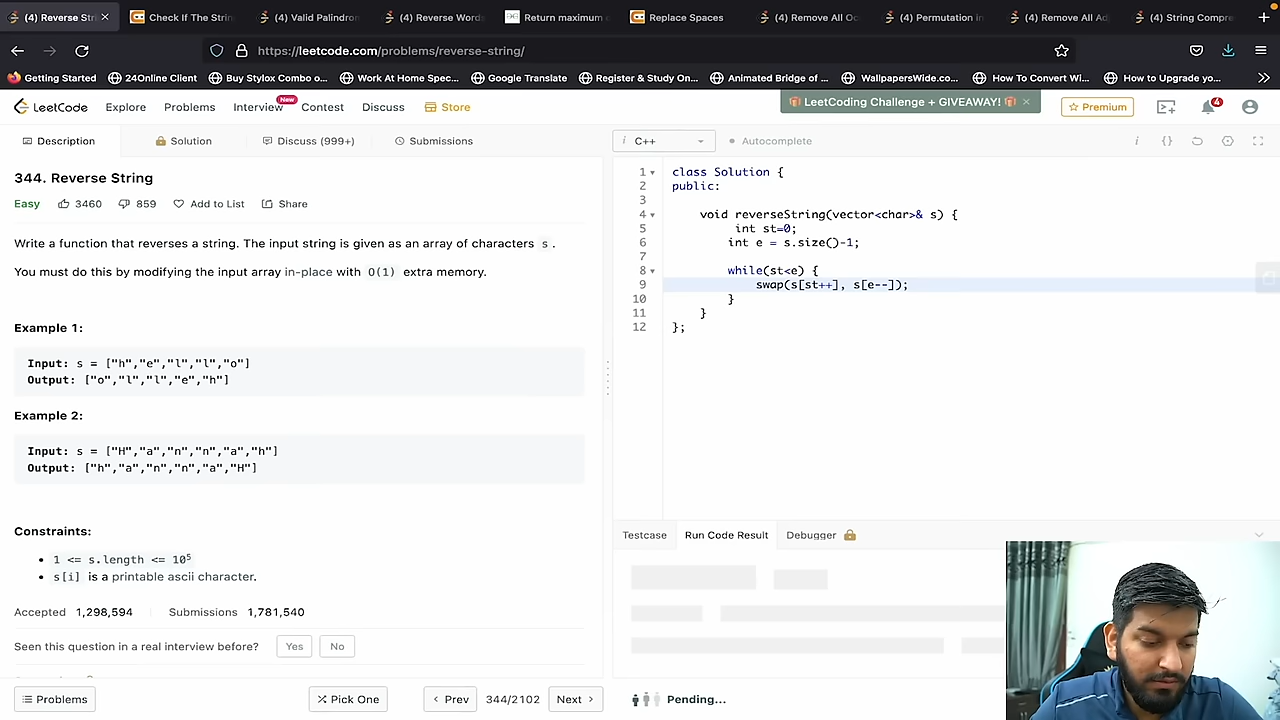 (4) Reverse Str
Check If The Strin
(4) Valid Palindrom
(4) Reverse Words
Return maximum
Replace Spaces
(4) Remove All Oc
(4) Permutation in
(4) Remove All Ad
(4) String Compre
https://leetcode.com/problems/reverse-string/
Getting Started
24Online Client
Buy Stylox Combo o...
Work At Home Spec...
Google Translate
Register & Study On...
Animated Bridge of ...
WallpapersWide.co...
How To Convert Wi...
How to Upgrade yo...
LeetCode
Explore
Problems
Interview
New
Contest
Discuss
Store
LeetCoding Challenge + GIVEAWAY!
Premium
4
Description
Solution
Discuss (999+)
Submissions
i C++
Autocomplete
344. Reverse String
Easy
3460
859
Add to List
Share
Write a function that reverses a string. The input string is given as an array of characters s .
You must do this by modifying the input array in-place with O(1) extra memory.
Example 1:
Input: s = ["h","e","l","l","o"]
Output: ["o","l","l","e","h"]
Example 2:
Input: s = ["H","a","n","n","a","h"]
Output: ["h","a","n","n","a","H"]
Constraints:
• 1 <= s.length <= 10⁵
• s[i] is a printable ascii character.
Accepted 1,298,594
Submissions 1,781,540
Seen this question in a real interview before?
Yes
No
Problems
Pick One
Prev
344/2102
Next
1 class Solution {
2 public:
3
4 void reverseString(vector<char>& s) {
5 int st=0;
6 int e = s.size()-1;
7
8 while(st<e) {
9 swap(s[st++], s[e--]);
10 }
11 }
12 };
Testcase
Run Code Result
Debugger
Pending...